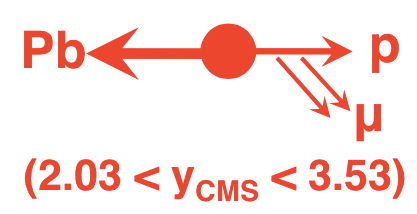 Pb p
μ
(2.03 < yCMS < 3.53)